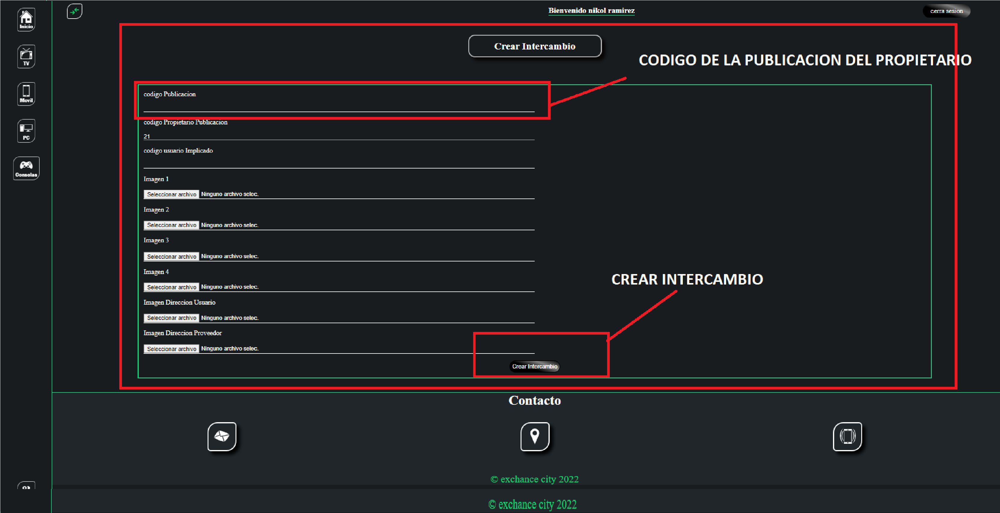 Bienvenido nikol ramirez
cerra sesion
Inicio
TV
Movil
PC
Consolas
Crear Intercambio
CODIGO DE LA PUBLICACION DEL PROPIETARIO
codigo Publicacion
codigo Propietario Publicacion
21
codigo usuario Implicado
Imagen 1
Seleccionar archivo Ninguno archivo selec.
Imagen 2
Seleccionar archivo Ninguno archivo selec.
Imagen 3
Seleccionar archivo Ninguno archivo selec.
Imagen 4
Seleccionar archivo Ninguno archivo selec.
Imagen Direccion Usuario
Seleccionar archivo Ninguno archivo selec.
Imagen Direccion Proveedor
Seleccionar archivo Ninguno archivo selec.
CREAR INTERCAMBIO
Crear Intercambio
Contacto
© exchance city 2022
© exchance city 2022